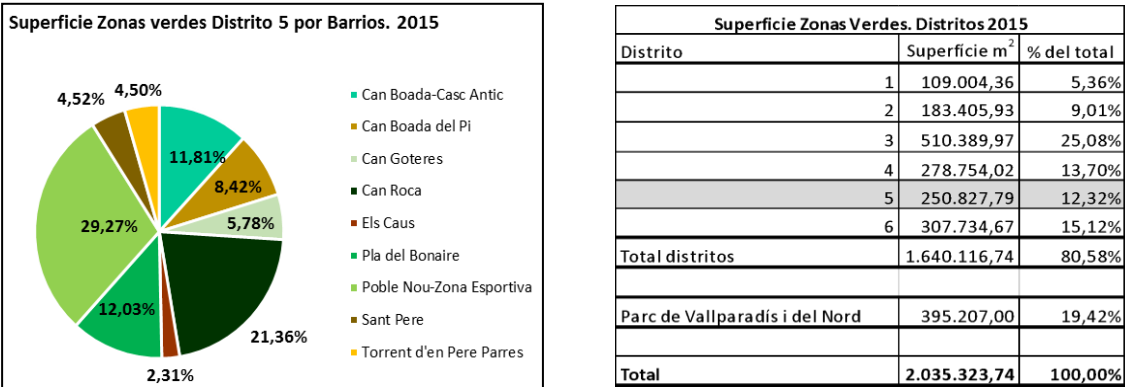 Superficie Zonas verdes Distrito 5 por Barrios. 2015
4,52%
4,50%
11,81%
8,42%
5,78%
29,27%
12,03%
21,36%
2,31%
Can Boada-Casc Antic
Can Boada del Pi
Can Goteres
Can Roca
Els Caus
Pla del Bonaire
Poble Nou-Zona Esportiva
Sant Pere
Torrent d'en Pere Parres
Superficie Zonas Verdes. Distritos 2015
Distrito Superfície m² % del total
1 109.004,36 5,36%
2 183.405,93 9,01%
3 510.389,97 25,08%
4 278.754,02 13,70%
5 250.827,79 12,32%
6 307.734,67 15,12%
Total distritos 1.640.116,74 80,58%
Parc de Vallparadís i del Nord 395.207,00 19,42%
Total 2.035.323,74 100,00%